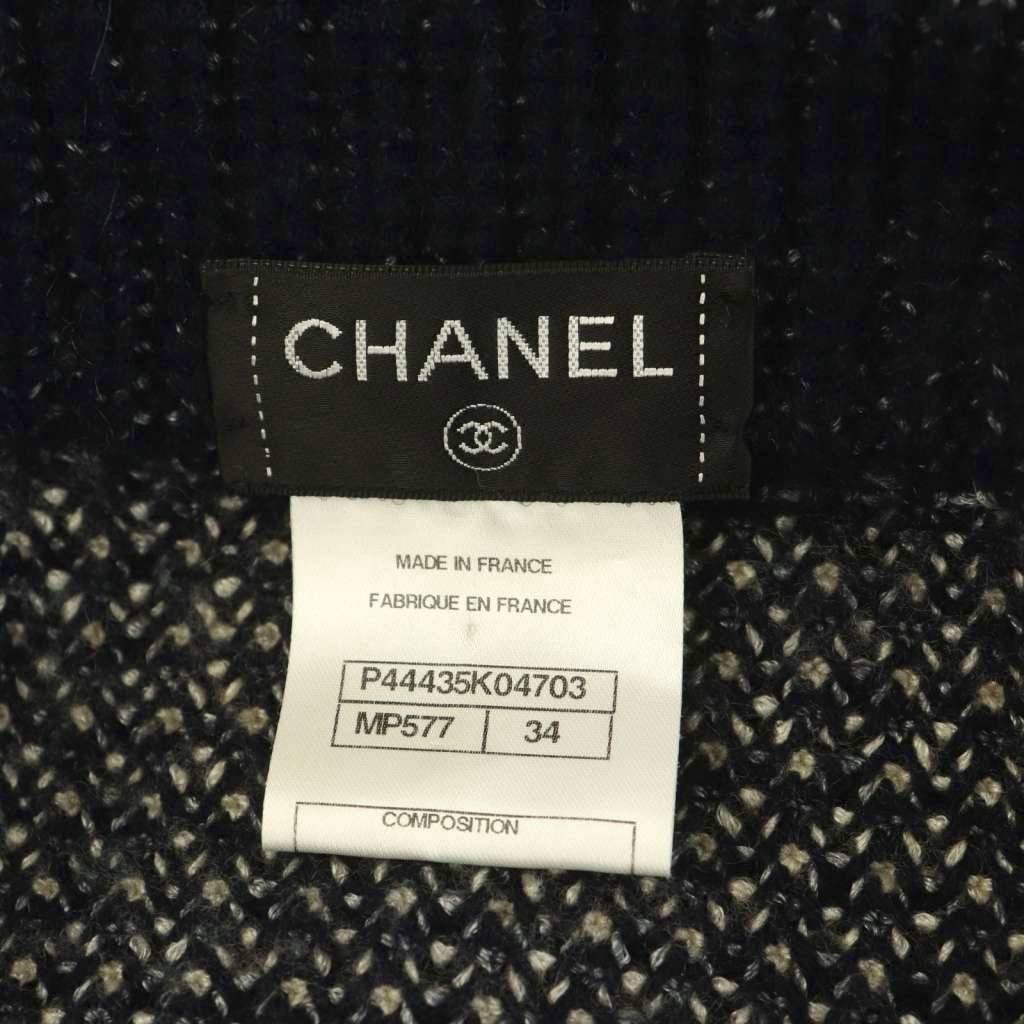 CHANEL
MADE IN FRANCE
FABRIQUE EN FRANCE
P44435K04703
MP577 34
COMPOSITION